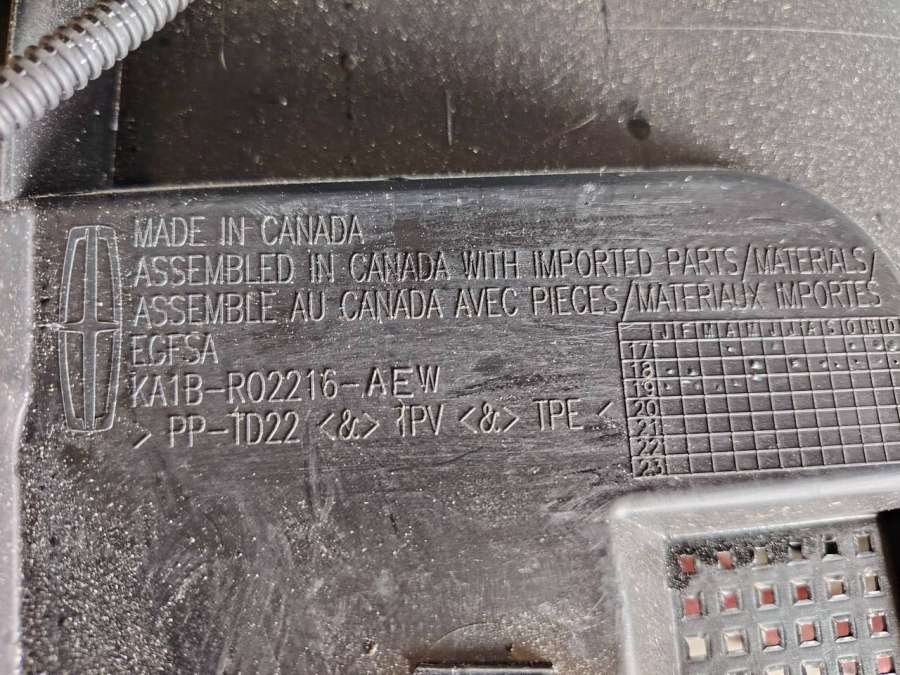 MADE IN CANADA
ASSEMBLED IN CANADA WITH IMPORTED PARTS/MATERIALS/
ASSEMBLE AU CANADA AVEC PIECES/MATERIAUX IMPORTES
EGFSA
KA1B-R02216-AEW
> PP-TD22 <&> TPV <&> TPE <
J F M A M J J A S O N D
17
18
19
20
21
22
23